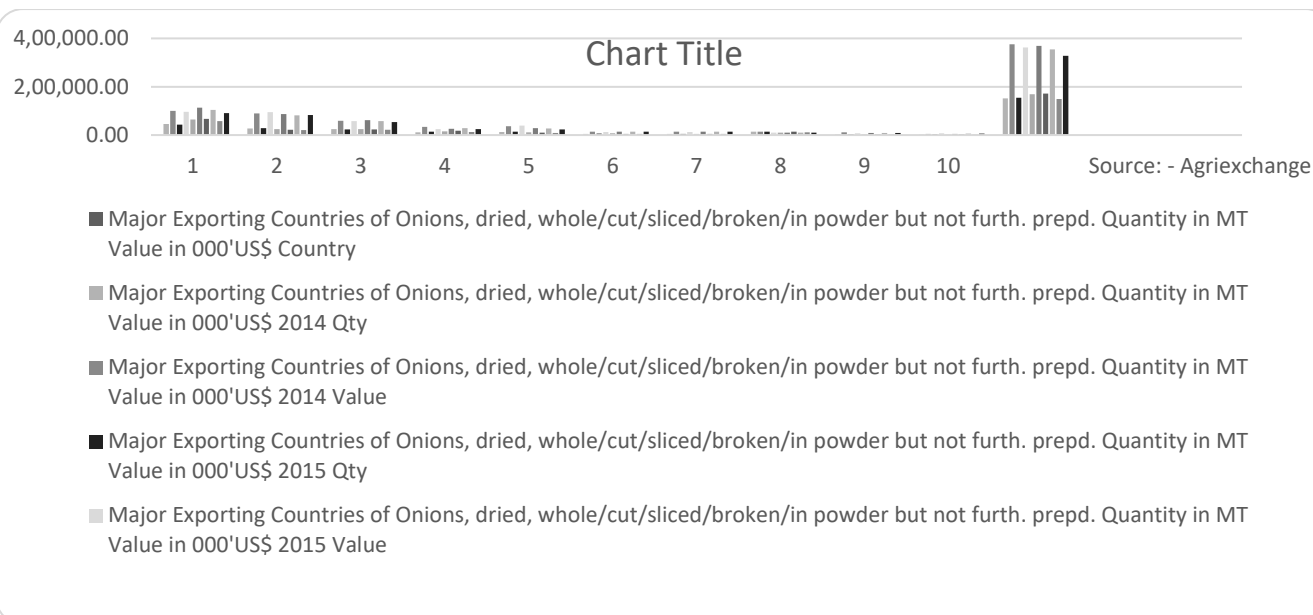 Chart Title
4,00,000.00
2,00,000.00
0.00
1 2 3 4 5 6 7 8 9 10 Source: - Agriexchange
Major Exporting Countries of Onions, dried, whole/cut/sliced/broken/in powder but not furth. prepd. Quantity in MT
Value in 000'US$ Country
Major Exporting Countries of Onions, dried, whole/cut/sliced/broken/in powder but not furth. prepd. Quantity in MT
Value in 000'US$ 2014 Qty
Major Exporting Countries of Onions, dried, whole/cut/sliced/broken/in powder but not furth. prepd. Quantity in MT
Value in 000'US$ 2014 Value
Major Exporting Countries of Onions, dried, whole/cut/sliced/broken/in powder but not furth. prepd. Quantity in MT
Value in 000'US$ 2015 Qty
Major Exporting Countries of Onions, dried, whole/cut/sliced/broken/in powder but not furth. prepd. Quantity in MT
Value in 000'US$ 2015 Value